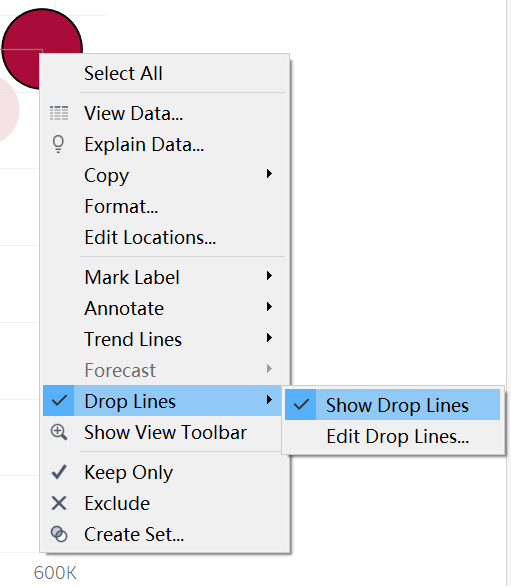 Select All
View Data...
Explain Data...
Copy
Format...
Edit Locations...
Mark Label
Annotate
Trend Lines
Forecast
Drop Lines
Show Drop Lines
Show View Toolbar
Edit Drop Lines...
Keep Only
Exclude
Create Set...
600K